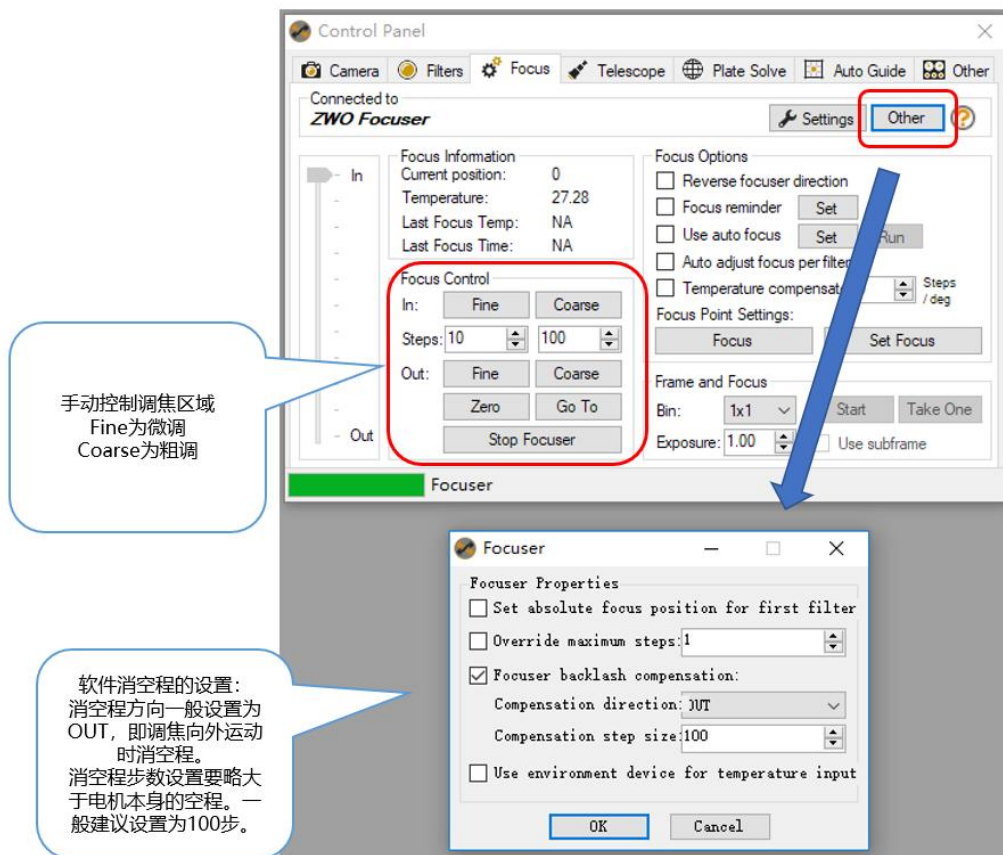 Control Panel
Camera Filters Focus Telescope Plate Solve Auto Guide Other
Connected to
ZWO Focuser
Settings Other
In
Out
Focus Information
Current position: 0
Temperature: 27.28
Last Focus Temp: NA
Last Focus Time: NA
Focus Control
In: Fine Coarse
Steps: 10 100
Out: Fine Coarse
Zero Go To
Stop Focuser
Focus Options
Reverse focuser direction
Focus reminder Set
Use auto focus Set Run
Auto adjust focus per filter
Temperature compensate Steps
/ deg
Focus Point Settings:
Focus Set Focus
Frame and Focus
Bin: 1x1 Start Take One
Exposure: 1.00 Use subframe
Focuser
手动控制调焦区域
Fine为微调
Coarse为粗调
Focuser
Focuser Properties
Set absolute focus position for first filter
Override maximum steps: 1
Focuser backlash compensation:
Compensation direction: OUT
Compensation step size: 100
Use environment device for temperature input
OK Cancel
软件消空程的设置：
消空程方向一般设置为
OUT，即调焦向外运动
时消空程。
消空程步数设置要略大
于电机本身的空程。一
般建议设置为100步。